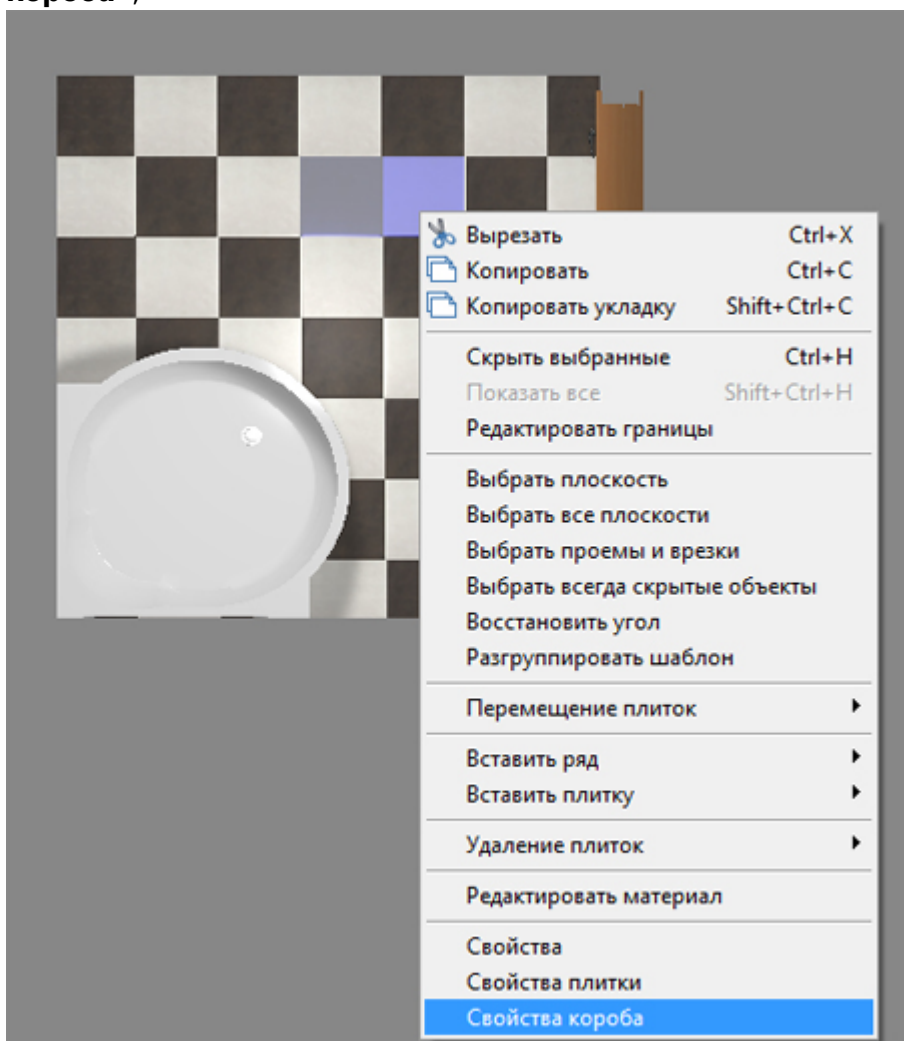 Вырезать Ctrl+X
Копировать Ctrl+C
Копировать укладку Shift+Ctrl+C
Скрыть выбранные Ctrl+H
Показать все Shift+Ctrl+H
Редактировать границы
Выбрать плоскость
Выбрать все плоскости
Выбрать проемы и врезки
Выбрать всегда скрытые объекты
Восстановить угол
Разгруппировать шаблон
Перемещение плиток
Вставить ряд
Вставить плитку
Удаление плиток
Редактировать материал
Свойства
Свойства плитки
Свойства короба